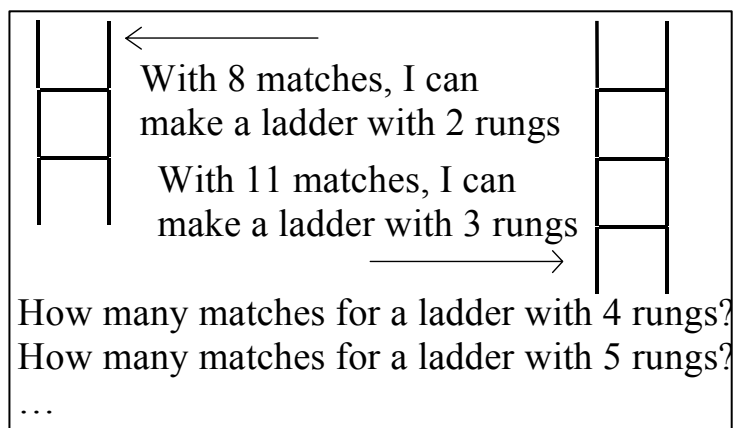 With 8 matches, I can
make a ladder with 2 rungs
With 11 matches, I can
make a ladder with 3 rungs
How many matches for a ladder with 4 rungs?
How many matches for a ladder with 5 rungs?
…